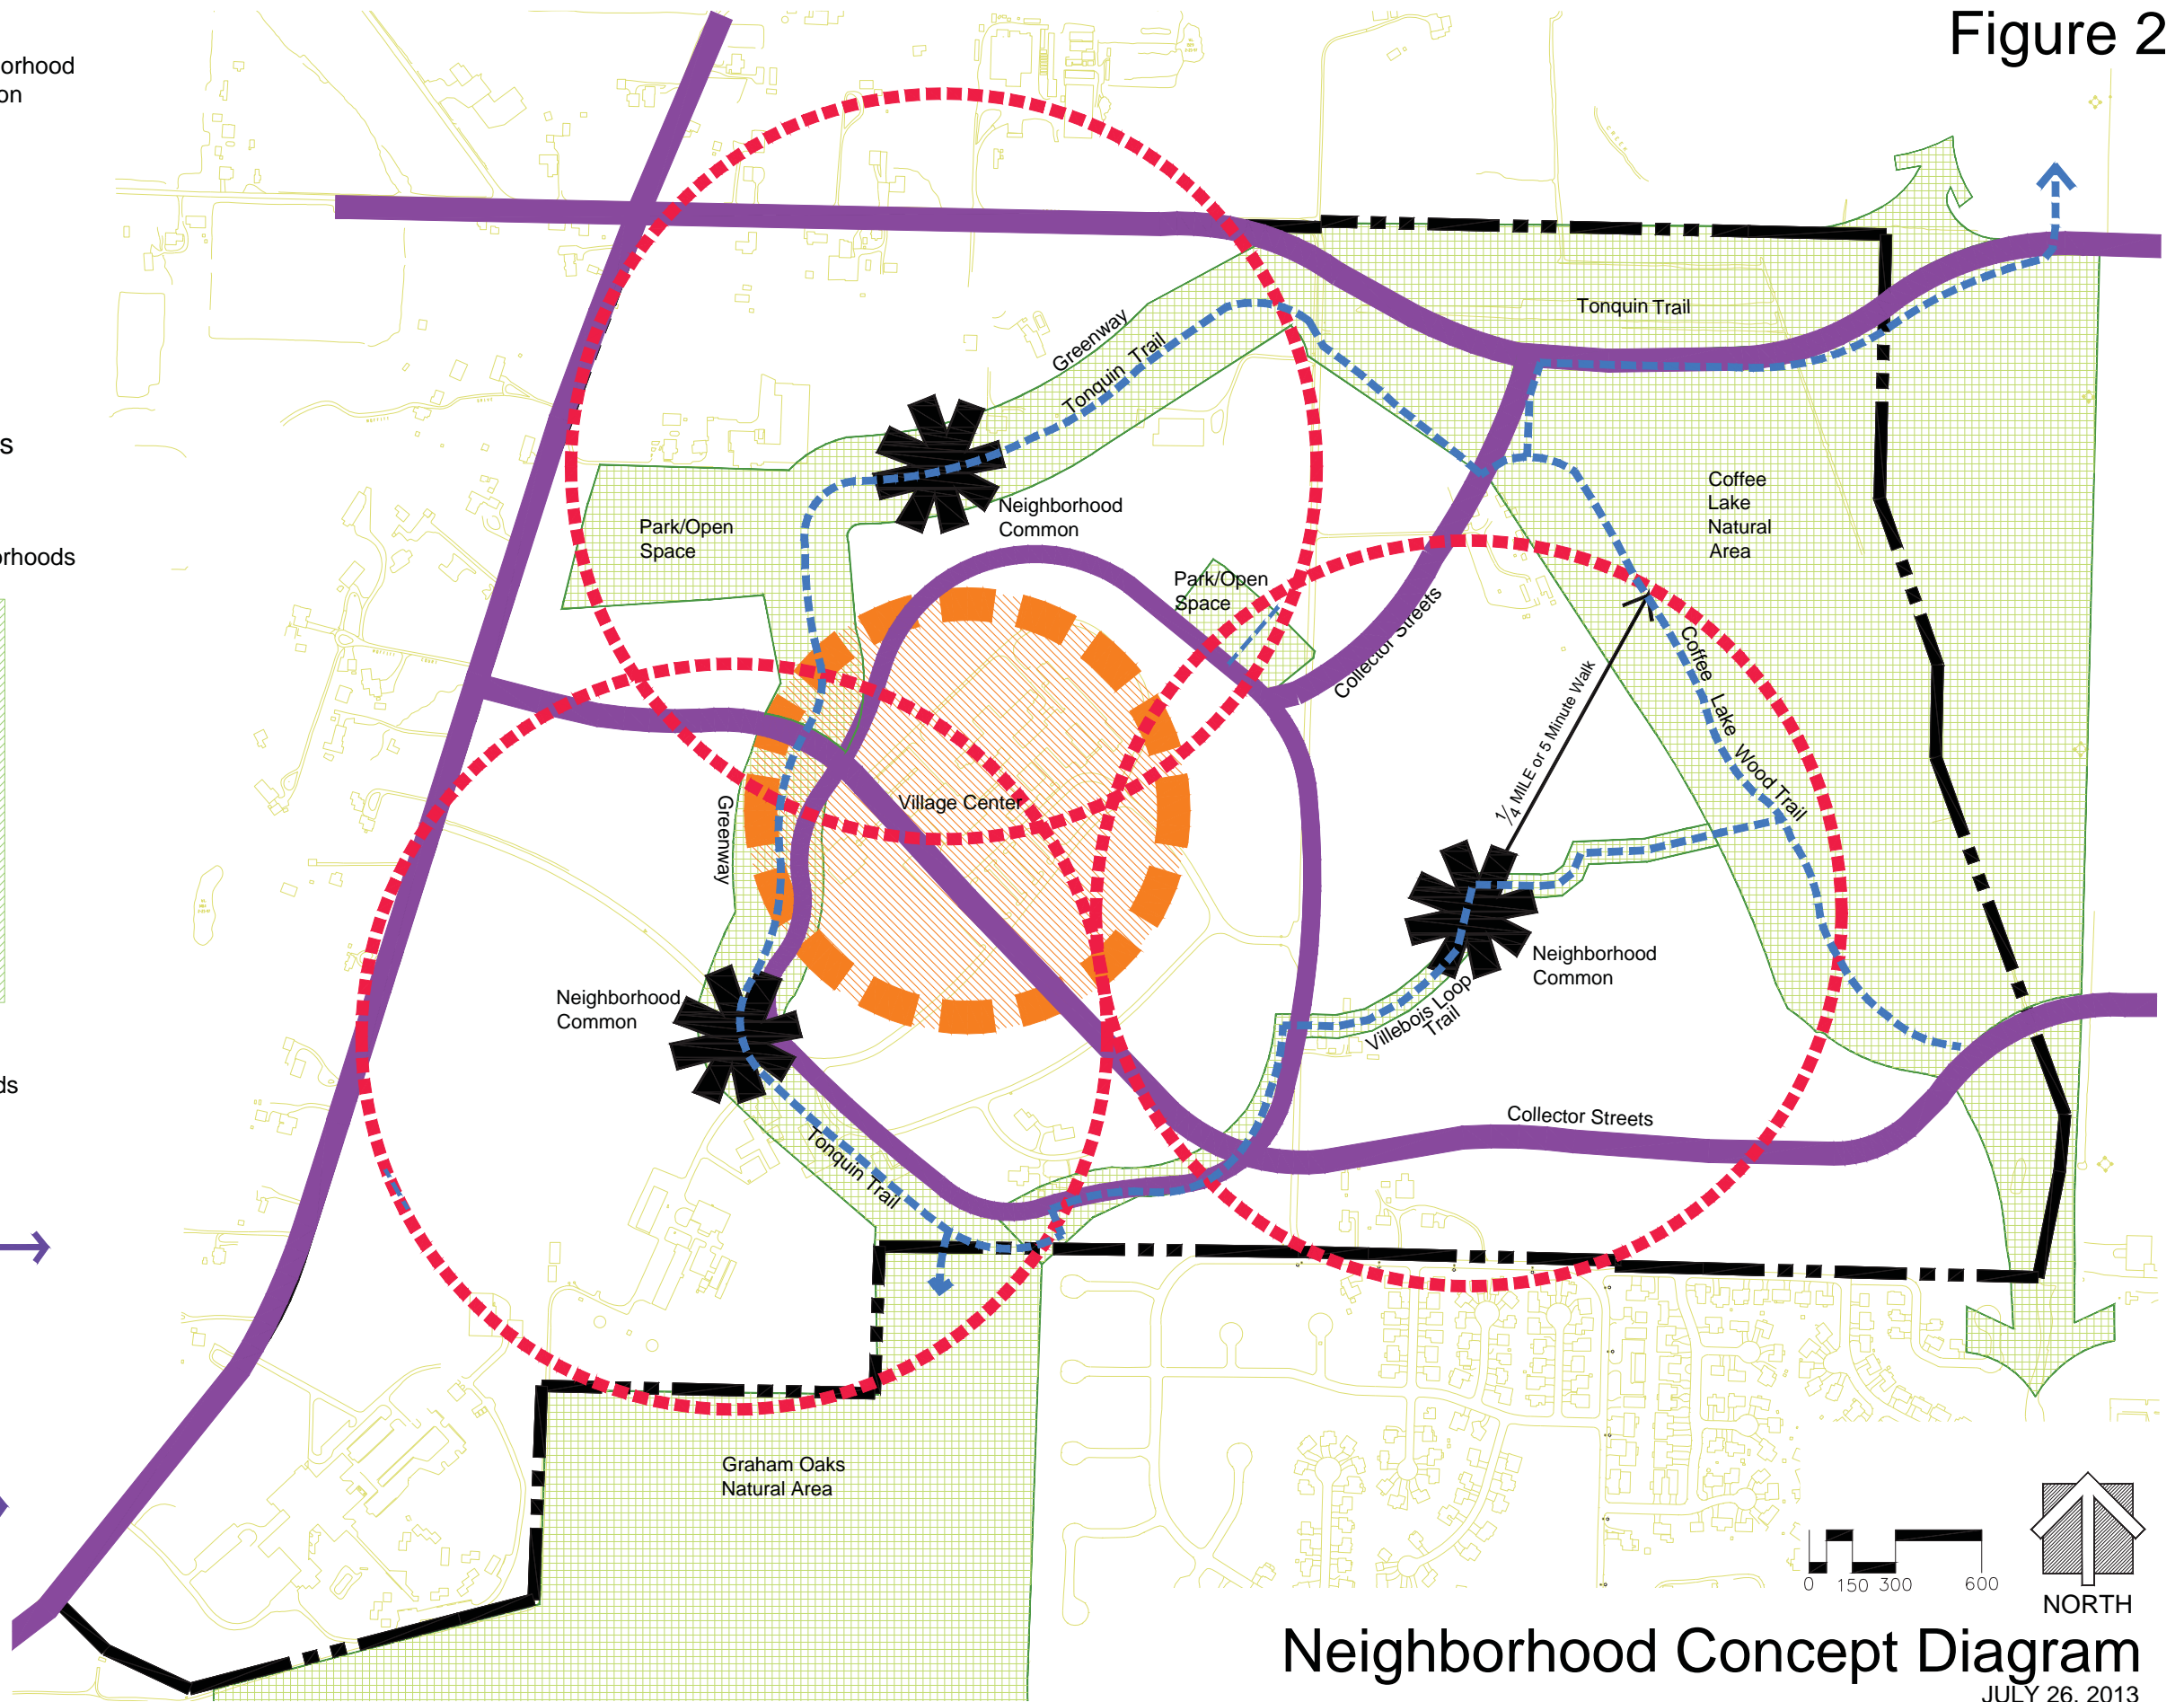 Figure 2
orhood
on
s
orhoods
ds
Tonquin Trail
Greenway
Tonquin Trail
Coffee
Lake
Natural
Area
Neighborhood
Common
Park/Open
Space
Park/Open
Space
Collector Streets
1/4 MILE or 5 Minute Walk
Coffee Lake Wood Trail
Village Center
Greenway
Neighborhood
Common
Neighborhood
Common
Villebois Loop
Trail
Collector Streets
Tonquin Trail
Graham Oaks
Natural Area
0 150 300 600
NORTH
Neighborhood Concept Diagram
JULY 26, 2013